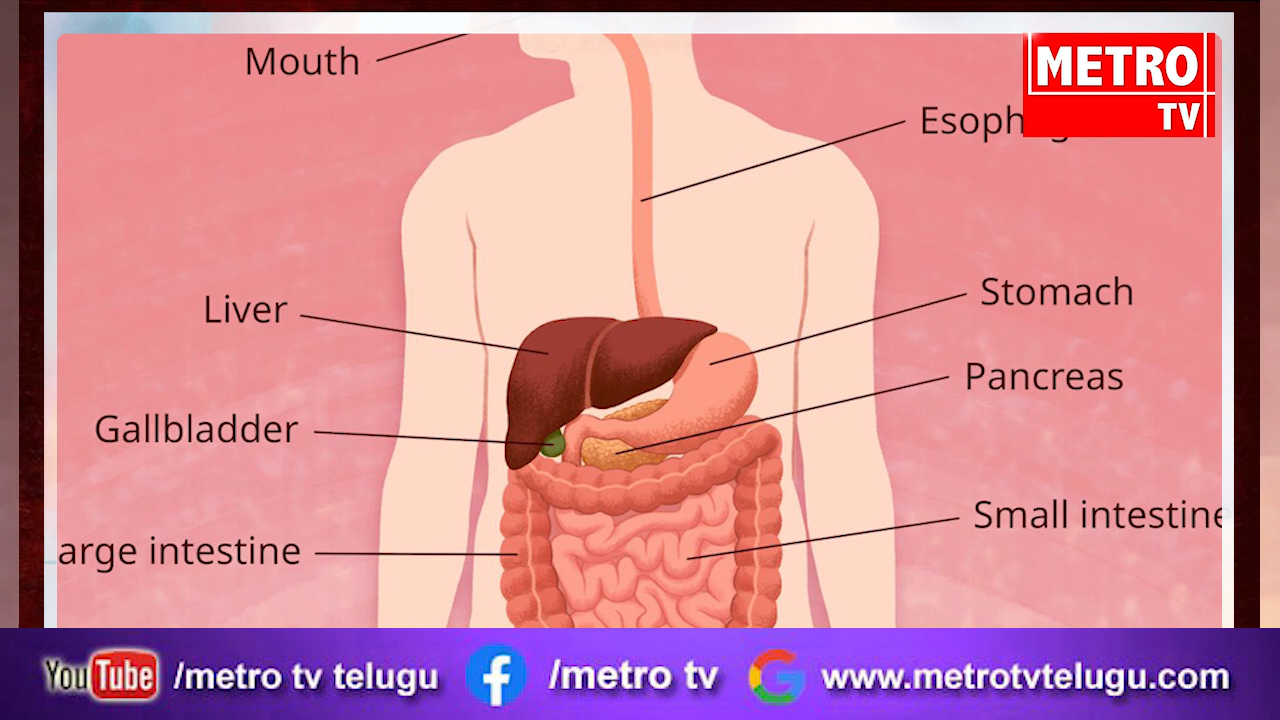 Mouth
METRO
TV
Esoph
Liver
Stomach
Pancreas
Gallbladder
Small intestine
arge intestine
YouTube /metro tv telugu /metro tv www.metrotvtelugu.com